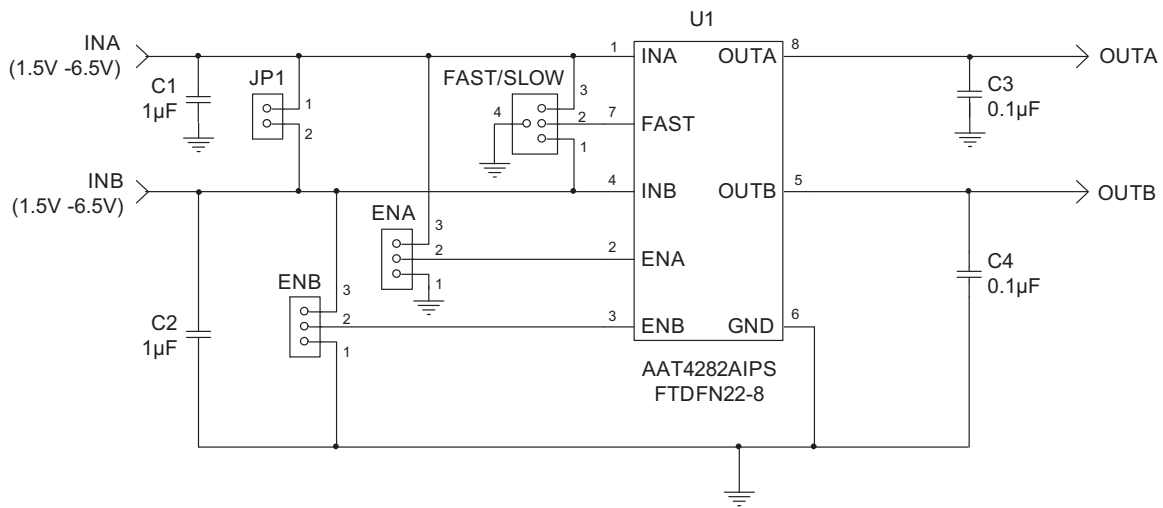 U1
INA
(1.5V -6.5V)
1
INA
OUTA
8
OUTA
C1
1µF
JP1
1
2
FAST/SLOW
3
4
2
1
7
FAST
C3
0.1µF
INB
(1.5V -6.5V)
4
INB
OUTB
5
OUTB
ENA
3
2
1
2
ENA
C4
0.1µF
ENB
3
2
1
3
ENB
GND
6
C2
1µF
AAT4282AIPS
FTDFN22-8